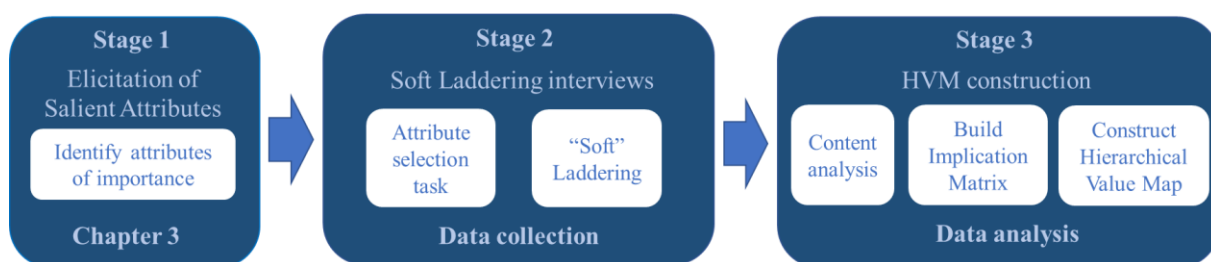 Stage 1
Elicitation of
Salient Attributes
Identify attributes
of importance
Chapter 3
Stage 2
Soft Laddering interviews
Attribute
selection
task
“Soft”
Laddering
Data collection
Stage 3
HVM construction
Content
analysis
Build
Implication
Matrix
Construct
Hierarchical
Value Map
Data analysis